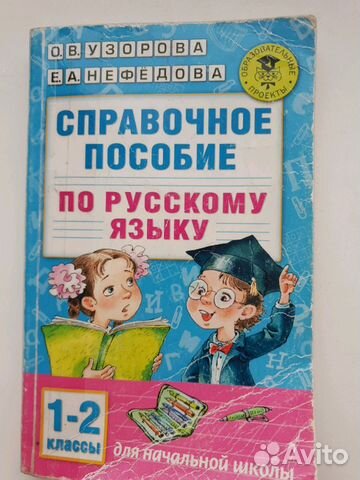 О.В. УЗОРОВА
Е.А. НЕФЁДОВА
ОБРАЗОВАТЕЛЬНЫЕ
ПРОЕКТЫ
СПРАВОЧНОЕ
ПОСОБИЕ
ПО РУССКОМУ
ЯЗЫКУ
1-2
КЛАССЫ
для начальной школы
Avito